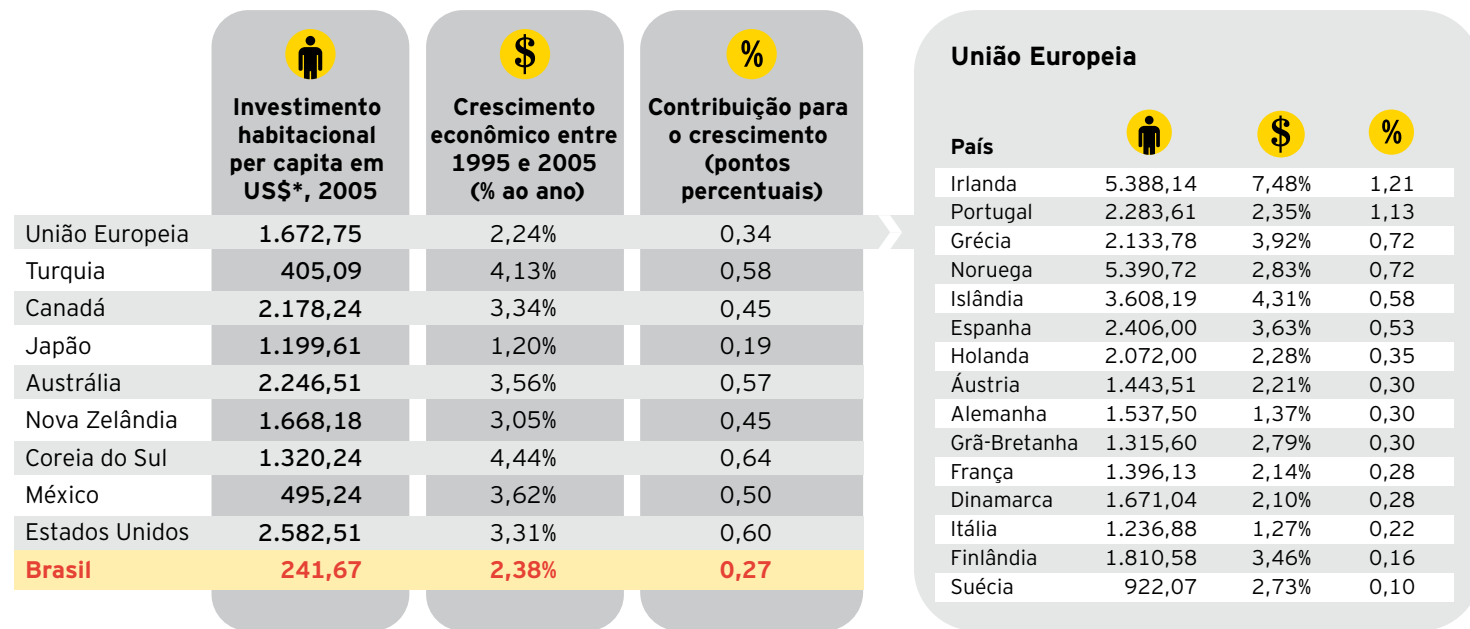 Investimento
habitacional
per capita em
US$*, 2005
$
Crescimento
econômico entre
1995 e 2005
(% ao ano)
%
Contribuição para
o crescimento
(pontos
percentuais)
União Europeia 1.672,75 2,24% 0,34
Turquia 405,09 4,13% 0,58
Canadá 2.178,24 3,34% 0,45
Japão 1.199,61 1,20% 0,19
Austrália 2.246,51 3,56% 0,57
Nova Zelândia 1.668,18 3,05% 0,45
Coreia do Sul 1.320,24 4,44% 0,64
México 495,24 3,62% 0,50
Estados Unidos 2.582,51 3,31% 0,60
Brasil 241,67 2,38% 0,27
União Europeia
País $ %
Irlanda 5.388,14 7,48% 1,21
Portugal 2.283,61 2,35% 1,13
Grécia 2.133,78 3,92% 0,72
Noruega 5.390,72 2,83% 0,72
Islândia 3.608,19 4,31% 0,58
Espanha 2.406,00 3,63% 0,53
Holanda 2.072,00 2,28% 0,35
Áustria 1.443,51 2,21% 0,30
Alemanha 1.537,50 1,37% 0,30
Grã-Bretanha 1.315,60 2,79% 0,30
França 1.396,13 2,14% 0,28
Dinamarca 1.671,04 2,10% 0,28
Itália 1.236,88 1,27% 0,22
Finlândia 1.810,58 3,46% 0,16
Suécia 922,07 2,73% 0,10